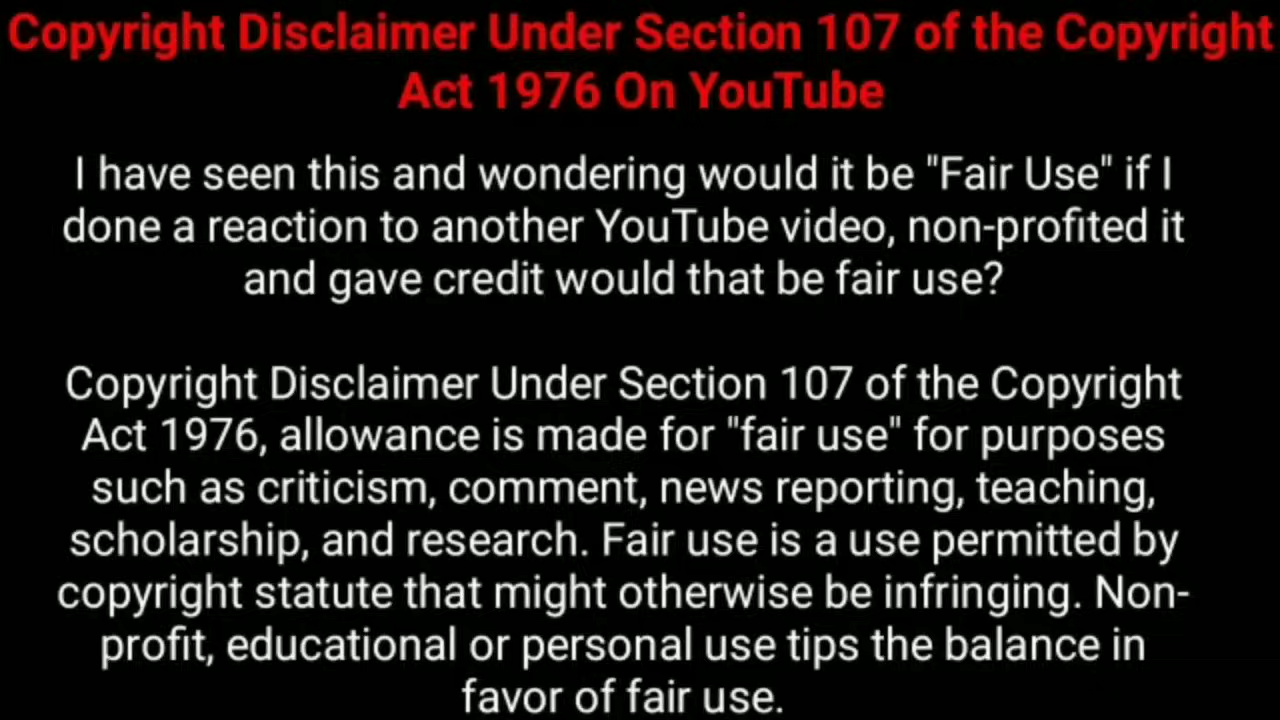 Copyright Disclaimer Under Section 107 of the Copyright
Act 1976 On YouTube
I have seen this and wondering would it be "Fair Use" if I
done a reaction to another YouTube video, non-profited it
and gave credit would that be fair use?
Copyright Disclaimer Under Section 107 of the Copyright
Act 1976, allowance is made for "fair use" for purposes
such as criticism, comment, news reporting, teaching,
scholarship, and research. Fair use is a use permitted by
copyright statute that might otherwise be infringing. Non-
profit, educational or personal use tips the balance in
favor of fair use.